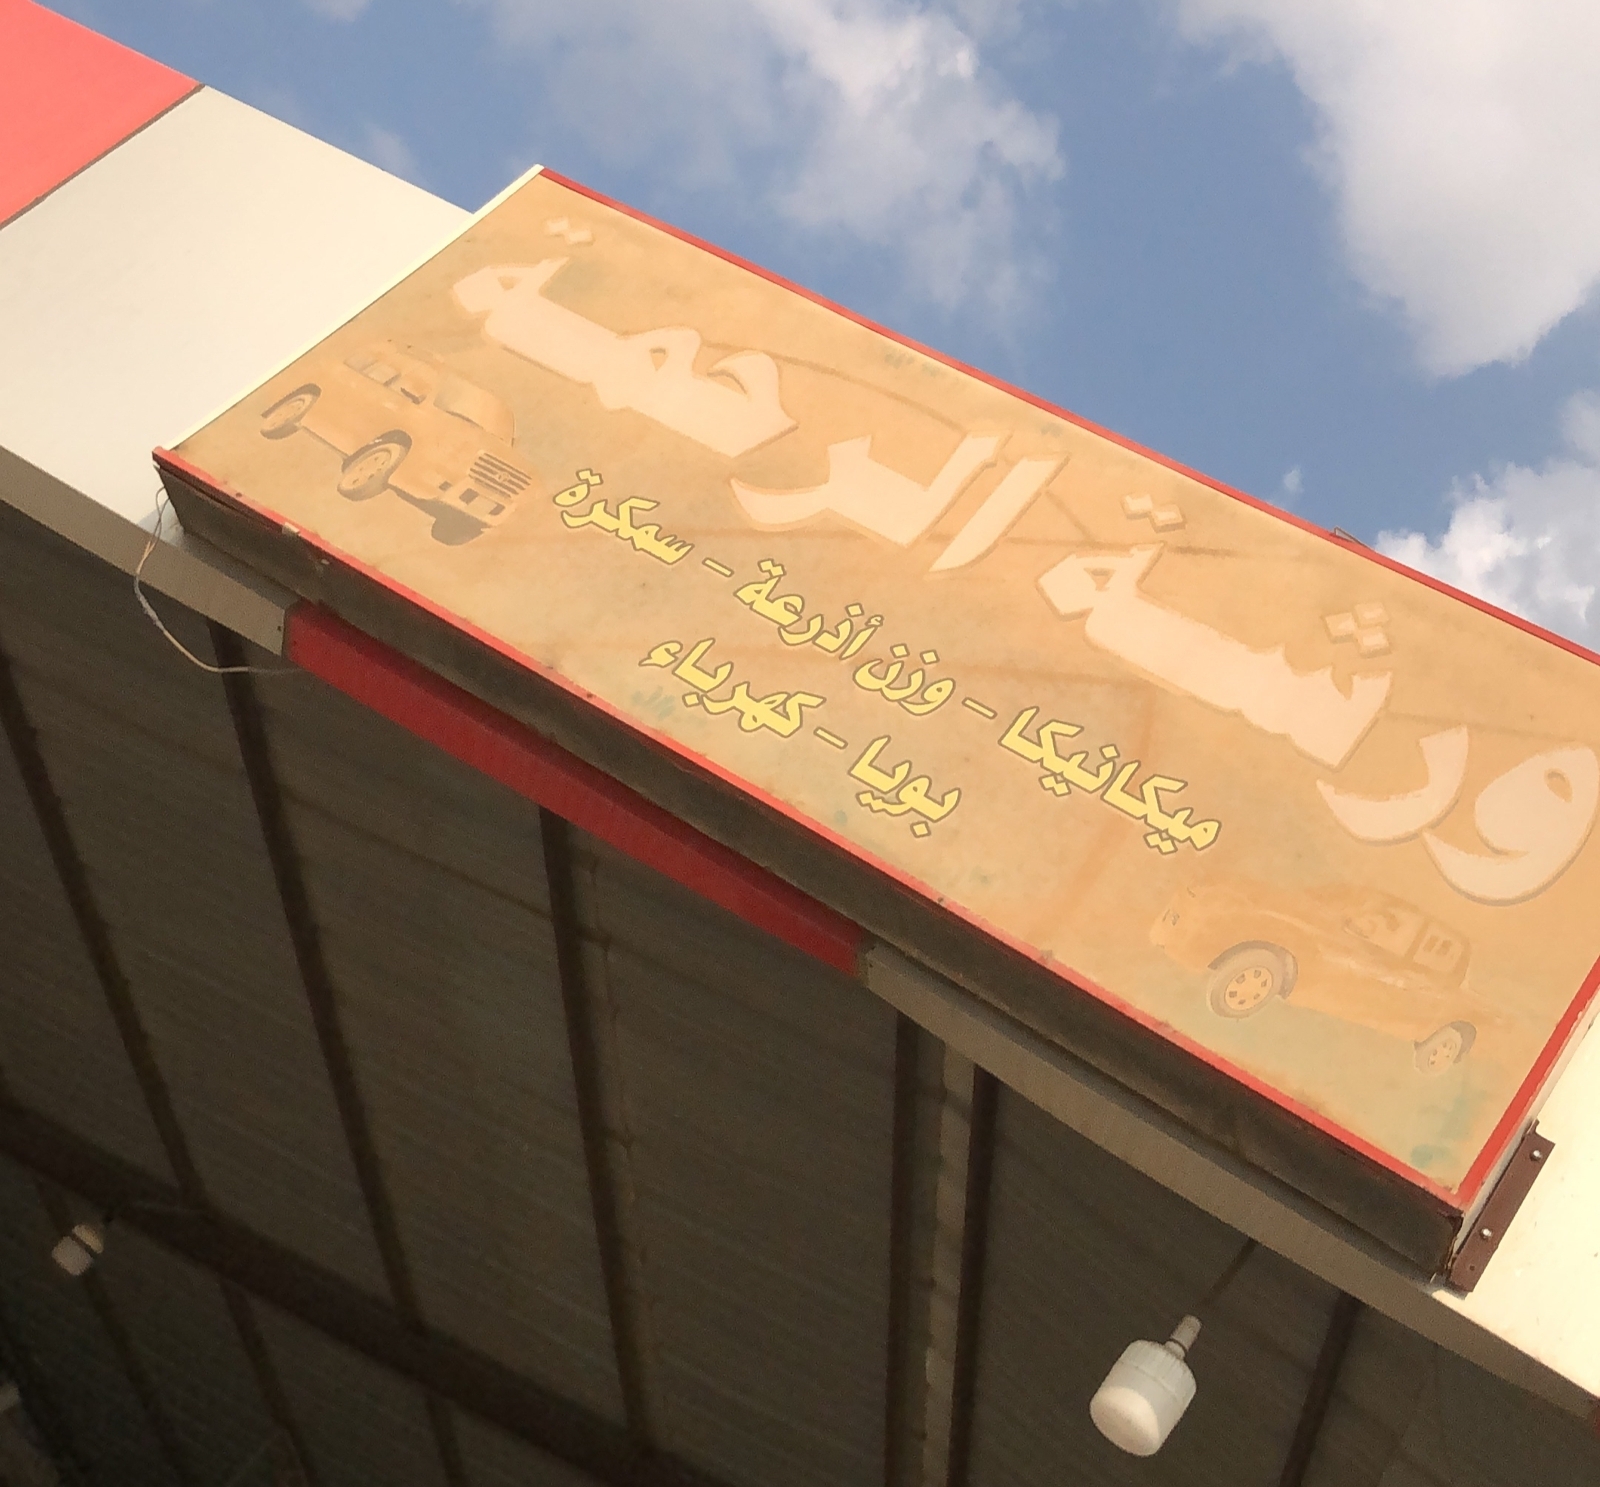 ورشة الرحمة
ميكانيكا - وزن أذرعة - سمكرة
بويا - كهرباء